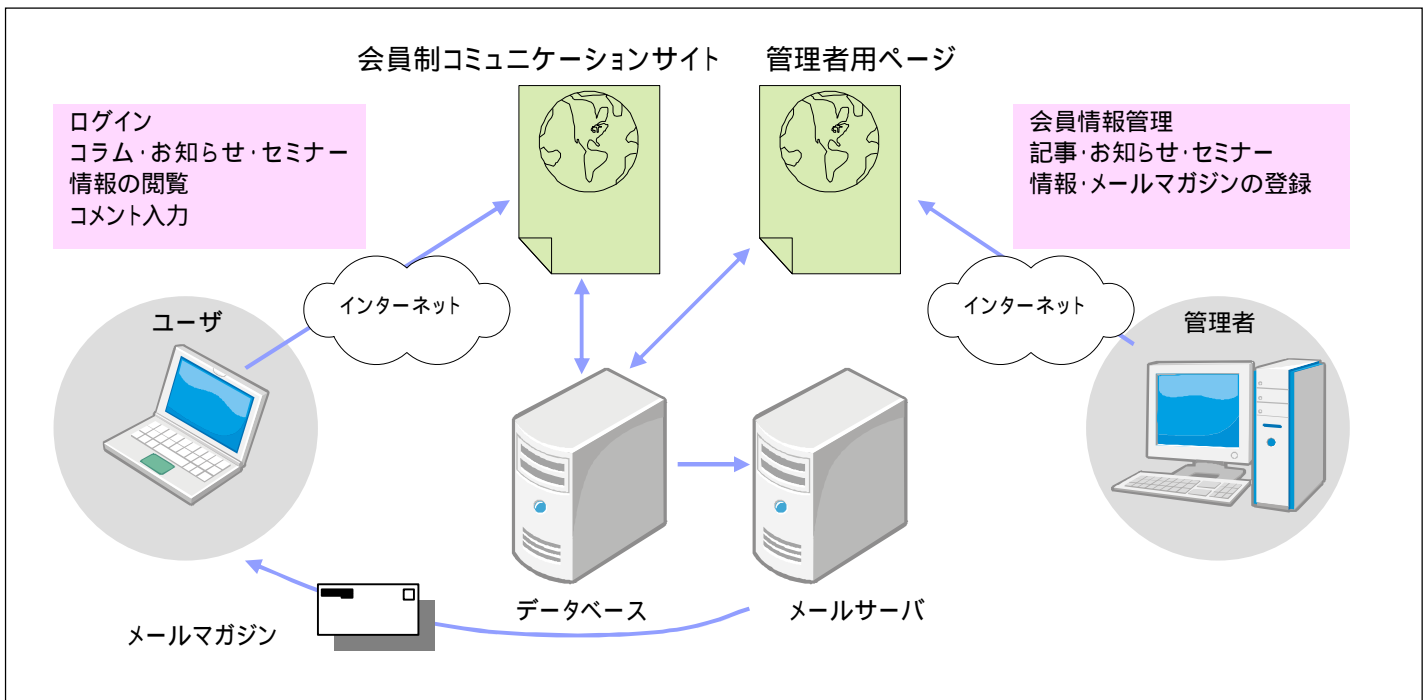 会員制コミュニケーションサイト
管理者用ページ
ログイン
コラム・お知らせ・セミナー
情報の閲覧
コメント入力
会員情報管理
記事・お知らせ・セミナー
情報・メールマガジンの登録
インターネット
インターネット
ユーザ
管理者
データベース
メールサーバ
メールマガジン